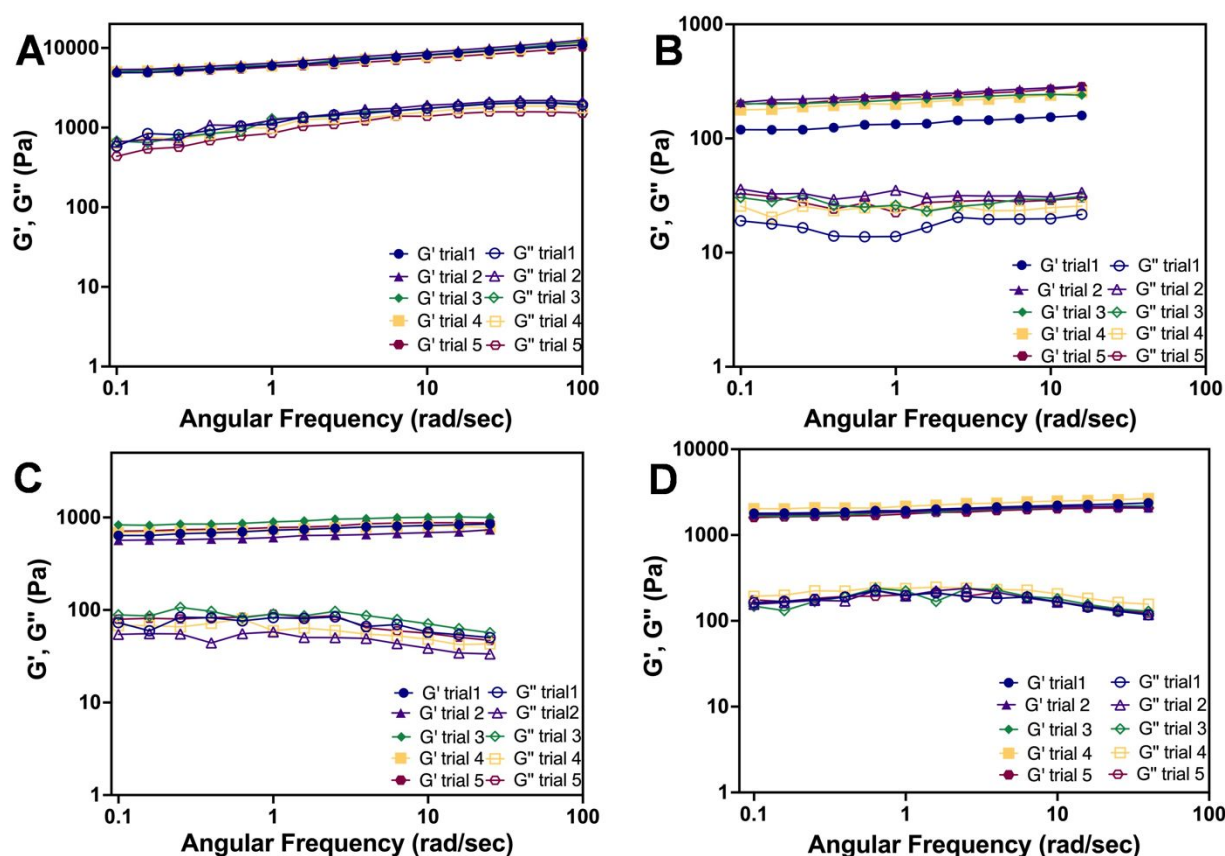 A
G', G'' (Pa)
10000
1000
100
10
1
G' trial1 G'' trial1
G' trial 2 G'' trial 2
G' trial 3 G'' trial 3
G' trial 4 G'' trial 4
G' trial 5 G'' trial 5
0.1 1 10 100
Angular Frequency (rad/sec)
B
G', G'' (Pa)
1000
100
10
1
G' trial1 G'' trial1
G' trial 2 G'' trial 2
G' trial 3 G'' trial 3
G' trial 4 G'' trial 4
G' trial 5 G'' trial 5
0.1 1 10 100
Angular Frequency (rad/sec)
C
G', G'' (Pa)
1000
100
10
1
G' trial1 G'' trial1
G' trial 2 G'' trial2
G' trial 3 G'' trial 3
G' trial 4 G'' trial 4
G' trial 5 G'' trial 5
0.1 1 10 100
Angular Frequency (rad/sec)
D
G', G'' (Pa)
10000
1000
100
10
1
G' trial1 G'' trial1
G' trial 2 G'' trial 2
G' trial 3 G'' trial 3
G' trial 4 G'' trial 4
G' trial 5 G'' trial 5
0.1 1 10 100
Angular Frequency (rad/sec)